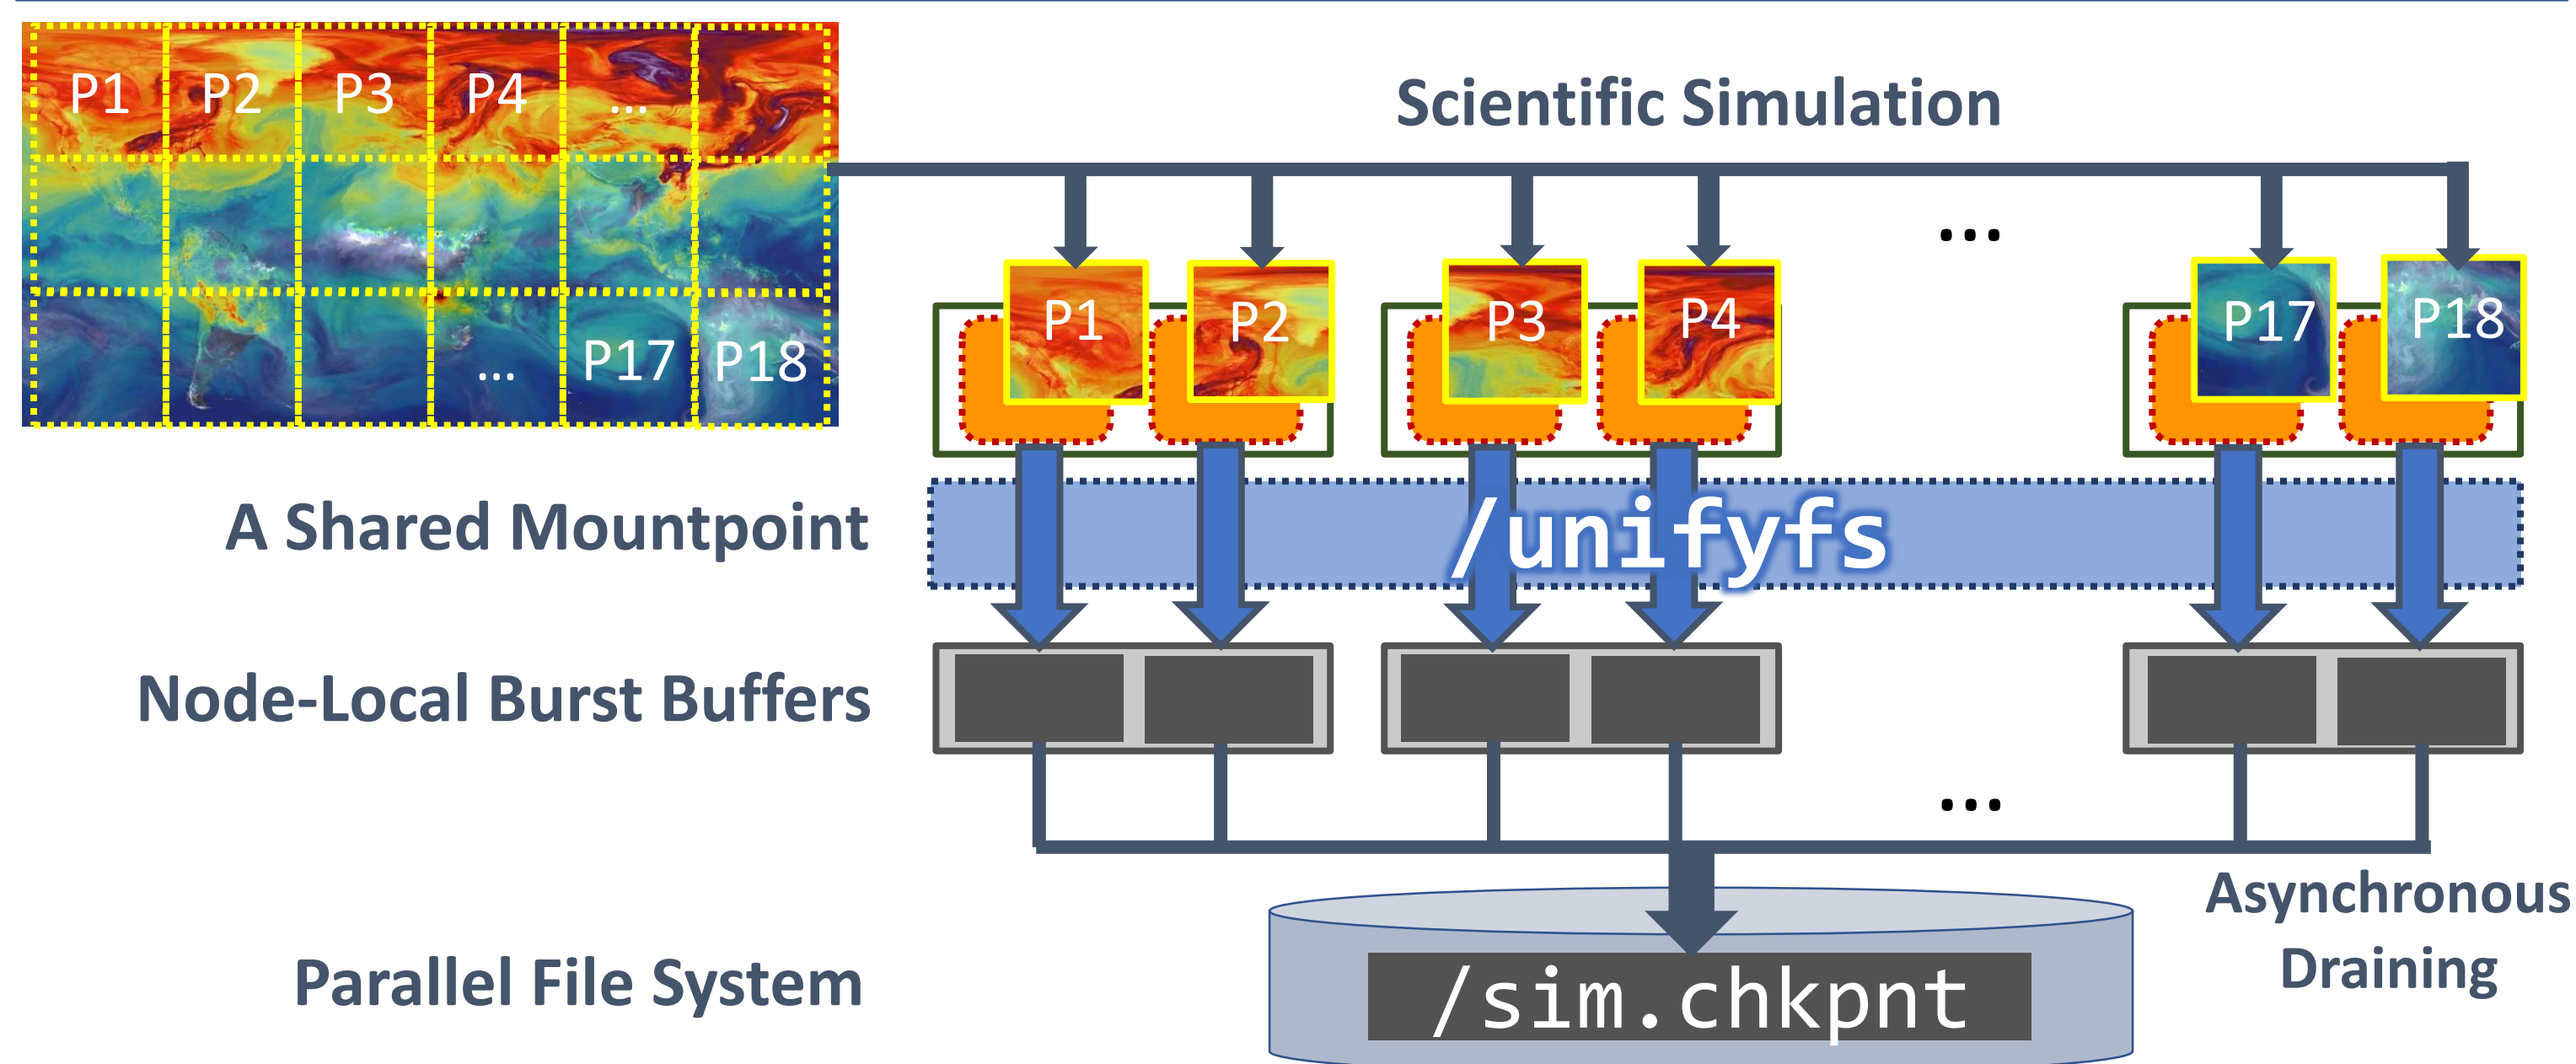 P1 P2 P3 P4 ...
... P17 P18
Scientific Simulation
...
P1 P2 P3 P4 P17 P18
A Shared Mountpoint
/unifyfs
Node-Local Burst Buffers
...
Asynchronous
Draining
Parallel File System
/sim.chkpnt